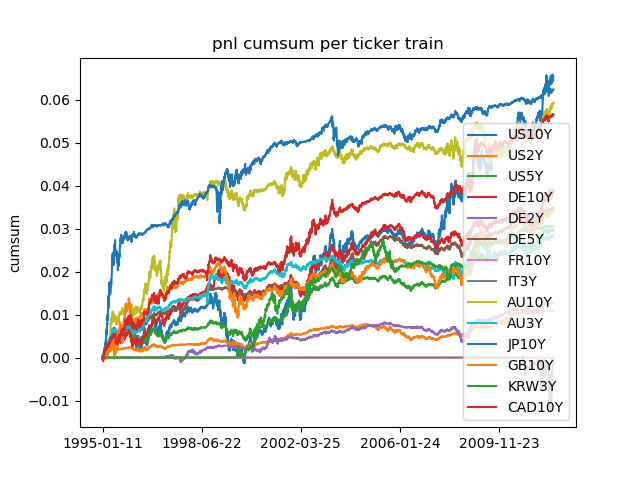 pnl cumsum per ticker train
cumsum
0.06
0.05
0.04
0.03
0.02
0.01
0.00
−0.01
1995-01-11
1998-06-22
2002-03-25
2006-01-24
2009-11-23
US10Y
US2Y
US5Y
DE10Y
DE2Y
DE5Y
FR10Y
IT3Y
AU10Y
AU3Y
JP10Y
GB10Y
KRW3Y
CAD10Y